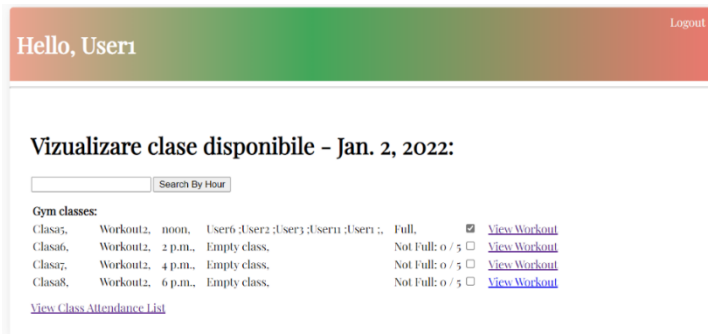 Logout
Hello, User1
Vizualizare clase disponibile - Jan. 2, 2022:
Search By Hour
Gym classes:
Clasa5, Workout2, noon, User6 ;User2 ;User3 ;User11 ;User1 ;, Full, View Workout
Clasa6, Workout2, 2 p.m., Empty class, Not Full: 0 / 5 View Workout
Clasa7, Workout2, 4 p.m., Empty class, Not Full: 0 / 5 View Workout
Clasa8, Workout2, 6 p.m., Empty class, Not Full: 0 / 5 View Workout
View Class Attendance List